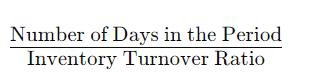 Number of Days in the Period
Inventory Turnover Ratio